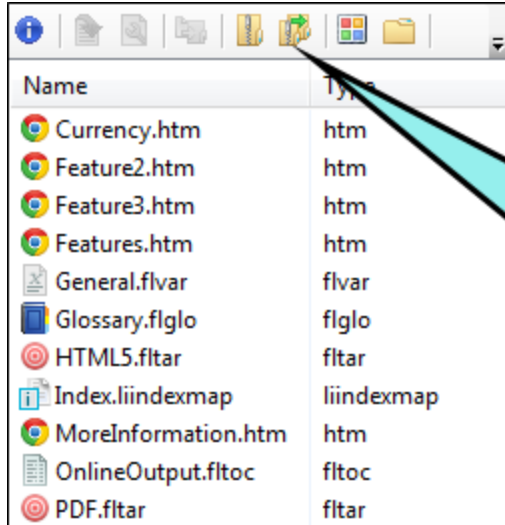 Name Type
Currency.htm htm
Feature2.htm htm
Feature3.htm htm
Features.htm htm
General.flvar flvar
Glossary.flglo flglo
HTML5.fltar fltar
Index.liindexmap liindexmap
MoreInformation.htm htm
OnlineOutput.fltoc fltoc
PDF.fltar fltar